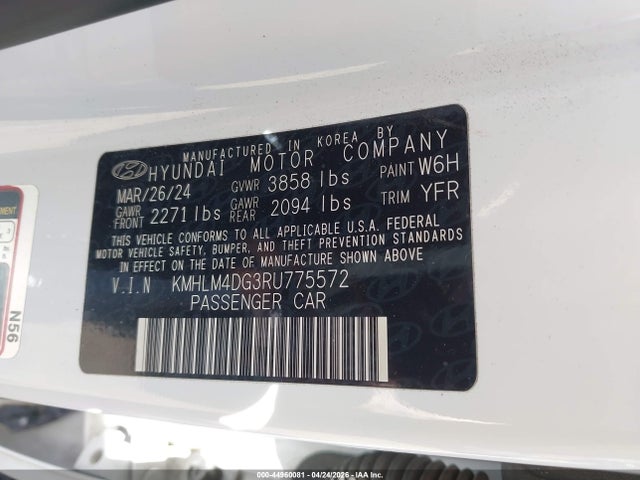 MANUFACTURED IN KOREA BY
HYUNDAI MOTOR COMPANY
MAR/26/24 GVWR 3858 lbs PAINT W6H
GAWR FRONT 2271 lbs GAWR REAR 2094 lbs TRIM YFR
THIS VEHICLE CONFORMS TO ALL APPLICABLE U.S.A. FEDERAL
MOTOR VEHICLE SAFETY, BUMPER, AND THEFT PREVENTION STANDARDS
IN EFFECT ON THE DATE OF MANUFACTURE SHOWN ABOVE
V.I.N KMHLM4DG3RU775572
PASSENGER CAR
N56
000-44960081 - 04/24/2026 - IAA Inc.